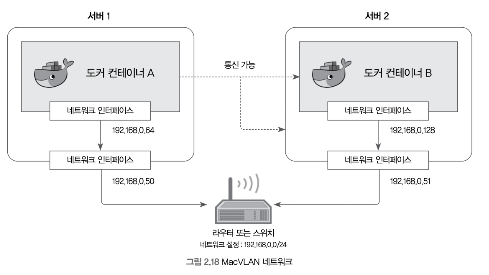 서버 1
서버 2
도커 컨테이너 A
통신 가능
도커 컨테이너 B
네트워크 인터페이스
네트워크 인터페이스
192,168,0,64
192,168,0,128
네트워크 인터페이스
네트워크 인터페이스
192,168,0,50
192,168,0,51
라우터 또는 스위치
네트워크 설정 : 192,168,0,0/24
그림 2.18 MacVLAN 네트워크